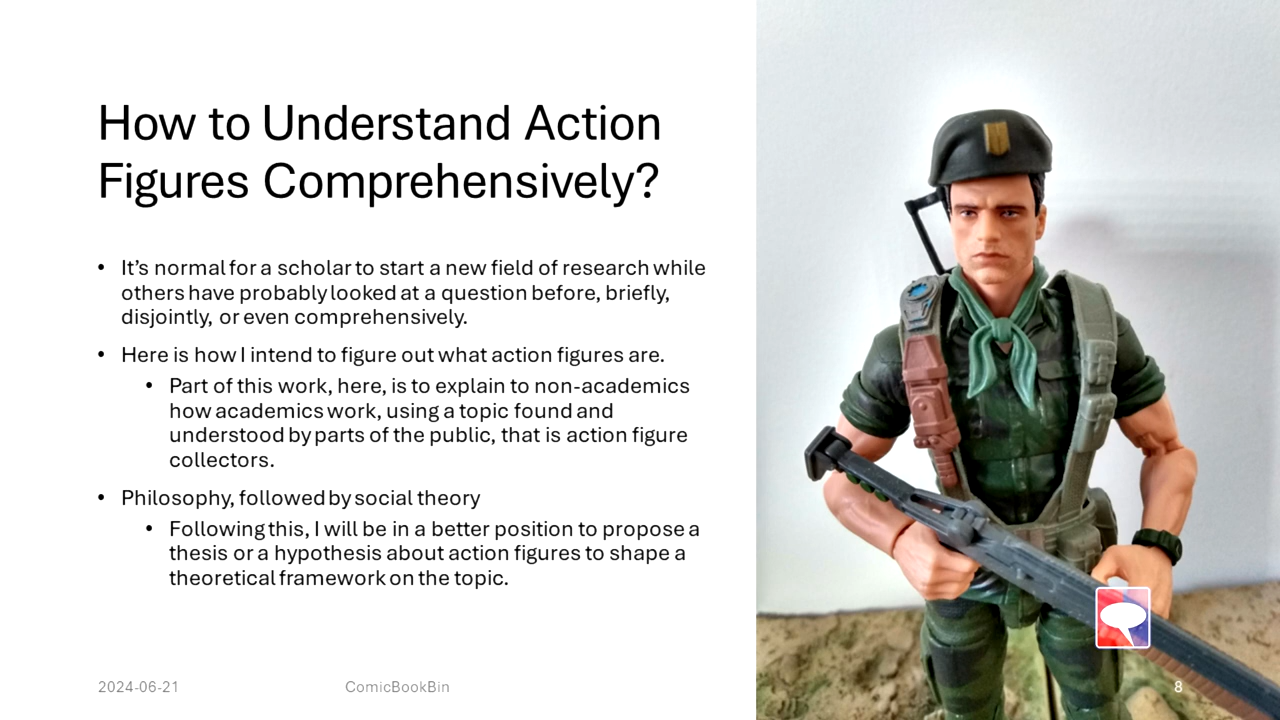 How to Understand Action
Figures Comprehensively?
• It’s normal for a scholar to start a new field of research while
others have probably looked at a question before, briefly,
disjointly, or even comprehensively.
• Here is how I intend to figure out what action figures are.
• Part of this work, here, is to explain to non-academics
how academics work, using a topic found and
understood by parts of the public, that is action figure
collectors.
• Philosophy, followed by social theory
• Following this, I will be in a better position to propose a
thesis or a hypothesis about action figures to shape a
theoretical framework on the topic.
2024-06-21
ComicBookBin
8